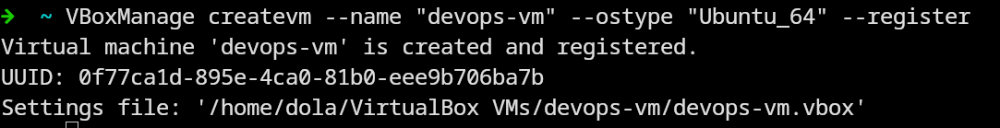 ➜ ~ VBoxManage createvm --name "devops-vm" --ostype "Ubuntu_64" --register
Virtual machine 'devops-vm' is created and registered.
UUID: 0f77ca1d-895e-4ca0-81b0-eee9b706ba7b
Settings file: '/home/dola/VirtualBox VMs/devops-vm/devops-vm.vbox'